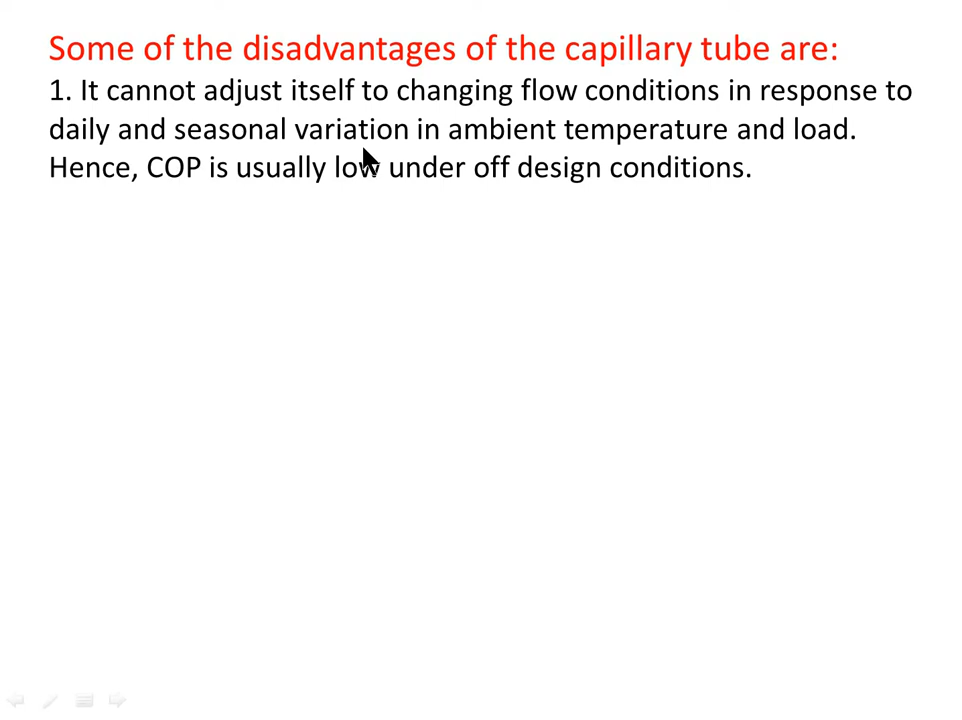 Some of the disadvantages of the capillary tube are:
1. It cannot adjust itself to changing flow conditions in response to
daily and seasonal variation in ambient temperature and load.
Hence, COP is usually low under off design conditions.